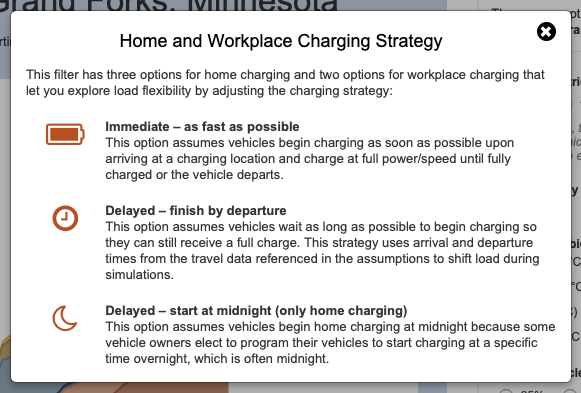 Grand Forks, Minnesota
Home and Workplace Charging Strategy
This filter has three options for home charging and two options for workplace charging that
let you explore load flexibility by adjusting the charging strategy:
Immediate – as fast as possible
This option assumes vehicles begin charging as soon as possible upon
arriving at a charging location and charge at full power/speed until fully
charged or the vehicle departs.
Delayed – finish by departure
This option assumes vehicles wait as long as possible to begin charging so
they can still receive a full charge. This strategy uses arrival and departure
times from the travel data referenced in the assumptions to shift load during
simulations.
Delayed – start at midnight (only home charging)
This option assumes vehicles begin home charging at midnight because some
vehicle owners elect to program their vehicles to start charging at a specific
time overnight, which is often midnight.